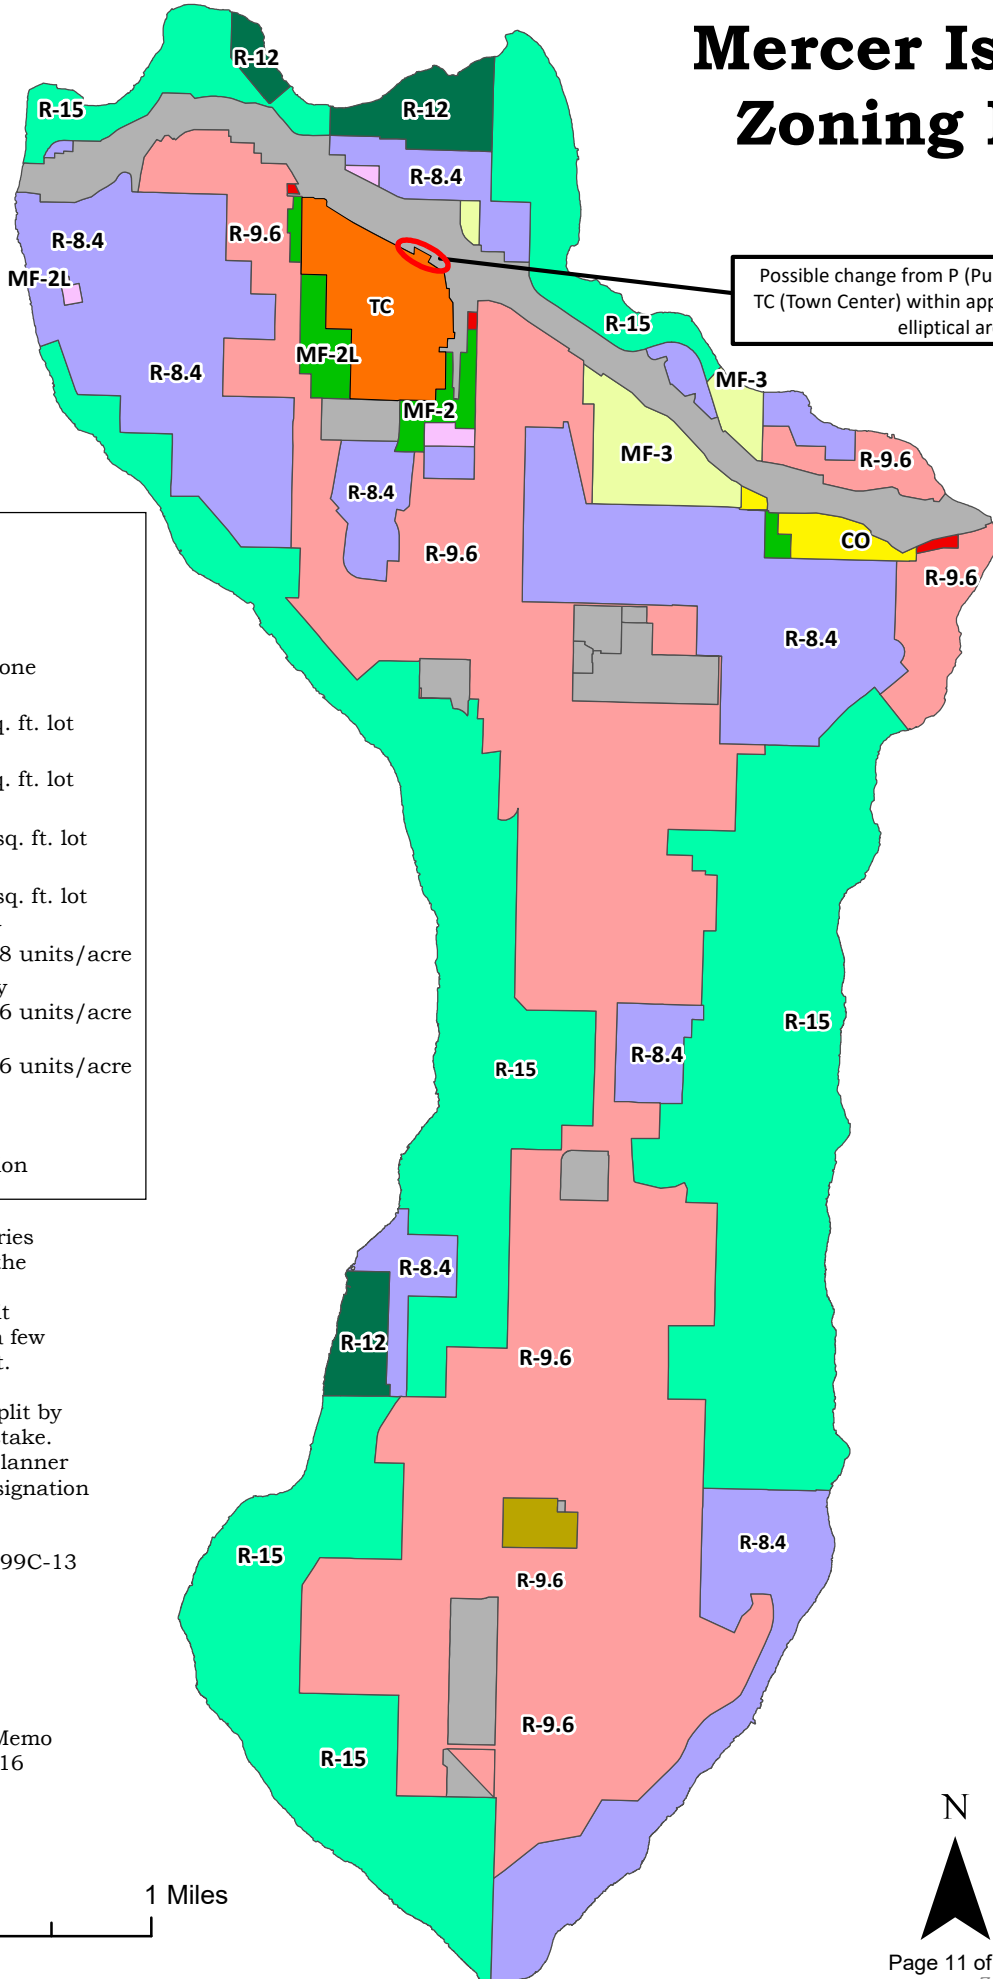 Mercer Is
Zoning
R-12
R-15
R-12
R-8.4
R-9.6
R-8.4
MF-2L
TC
Possible change from P (Pu
TC (Town Center) within app
elliptical ar
R-15
MF-2L
R-8.4
MF-3
MF-2
MF-3
R-9.6
R-8.4
CO
R-9.6
R-9.6
R-8.4
one
q. ft. lot
q. ft. lot
sq. ft. lot
sq. ft. lot
8 units/acre
y
6 units/acre
6 units/acre
ion
R-15
R-8.4
R-15
ries
the
it
a few
t.
plit by
stake.
lanner
signation
99C-13
R-8.4
R-12
R-9.6
R-8.4
R-15
R-9.6
R-9.6
R-15
Memo
16
1 Miles
N
Page 11 of